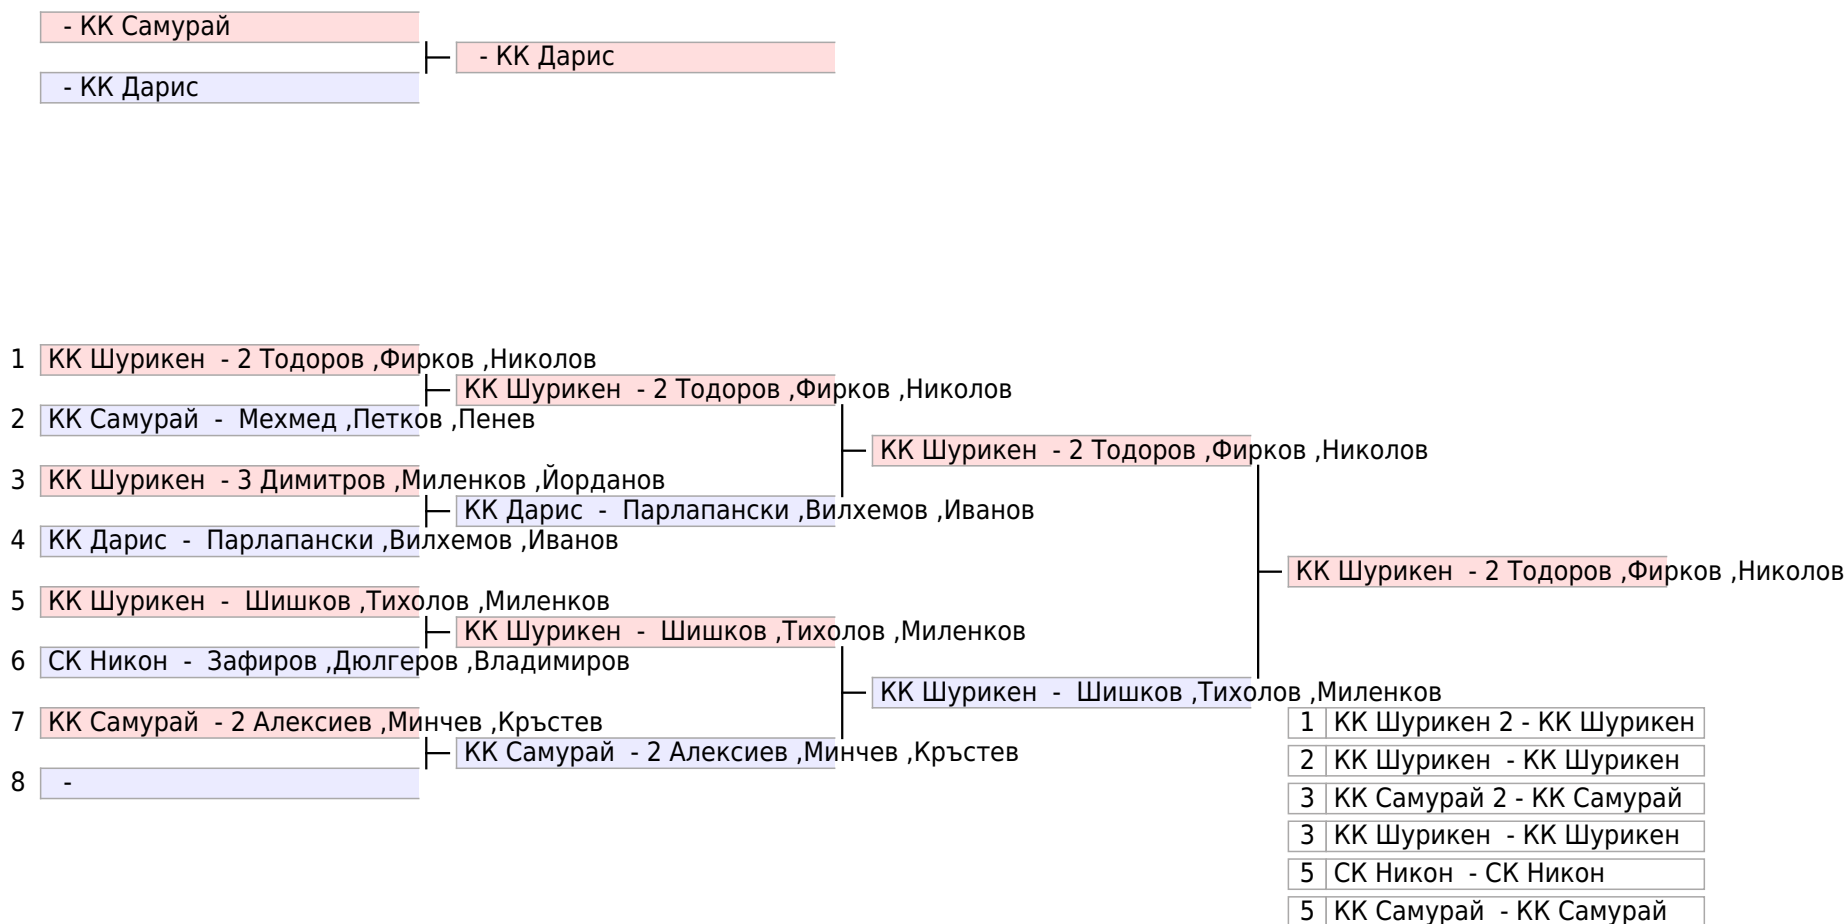 - КК Самурай
- КК Дарис
- КК Дарис
1 КК Шурикен - 2 Тодоров ,Фирков ,Николов
КК Шурикен - 2 Тодоров ,Фирков ,Николов
2 КК Самурай - Мехмед ,Петков ,Пенев
КК Шурикен - 2 Тодоров ,Фирков ,Николов
3 КК Шурикен - 3 Димитров ,Миленков ,Йорданов
КК Дарис - Парлапански ,Вилхемов ,Иванов
4 КК Дарис - Парлапански ,Вилхемов ,Иванов
КК Шурикен - 2 Тодоров ,Фирков ,Николов
5 КК Шурикен - Шишков ,Тихолов ,Миленков
КК Шурикен - Шишков ,Тихолов ,Миленков
6 СК Никон - Зафиров ,Дюлгеров ,Владимиров
КК Шурикен - Шишков ,Тихолов ,Миленков
7 КК Самурай - 2 Алексиев ,Минчев ,Кръстев
КК Самурай - 2 Алексиев ,Минчев ,Кръстев
8 -
1 КК Шурикен 2 - КК Шурикен
2 КК Шурикен - КК Шурикен
3 КК Самурай 2 - КК Самурай
3 КК Шурикен - КК Шурикен
5 СК Никон - СК Никон
5 КК Самурай - КК Самурай